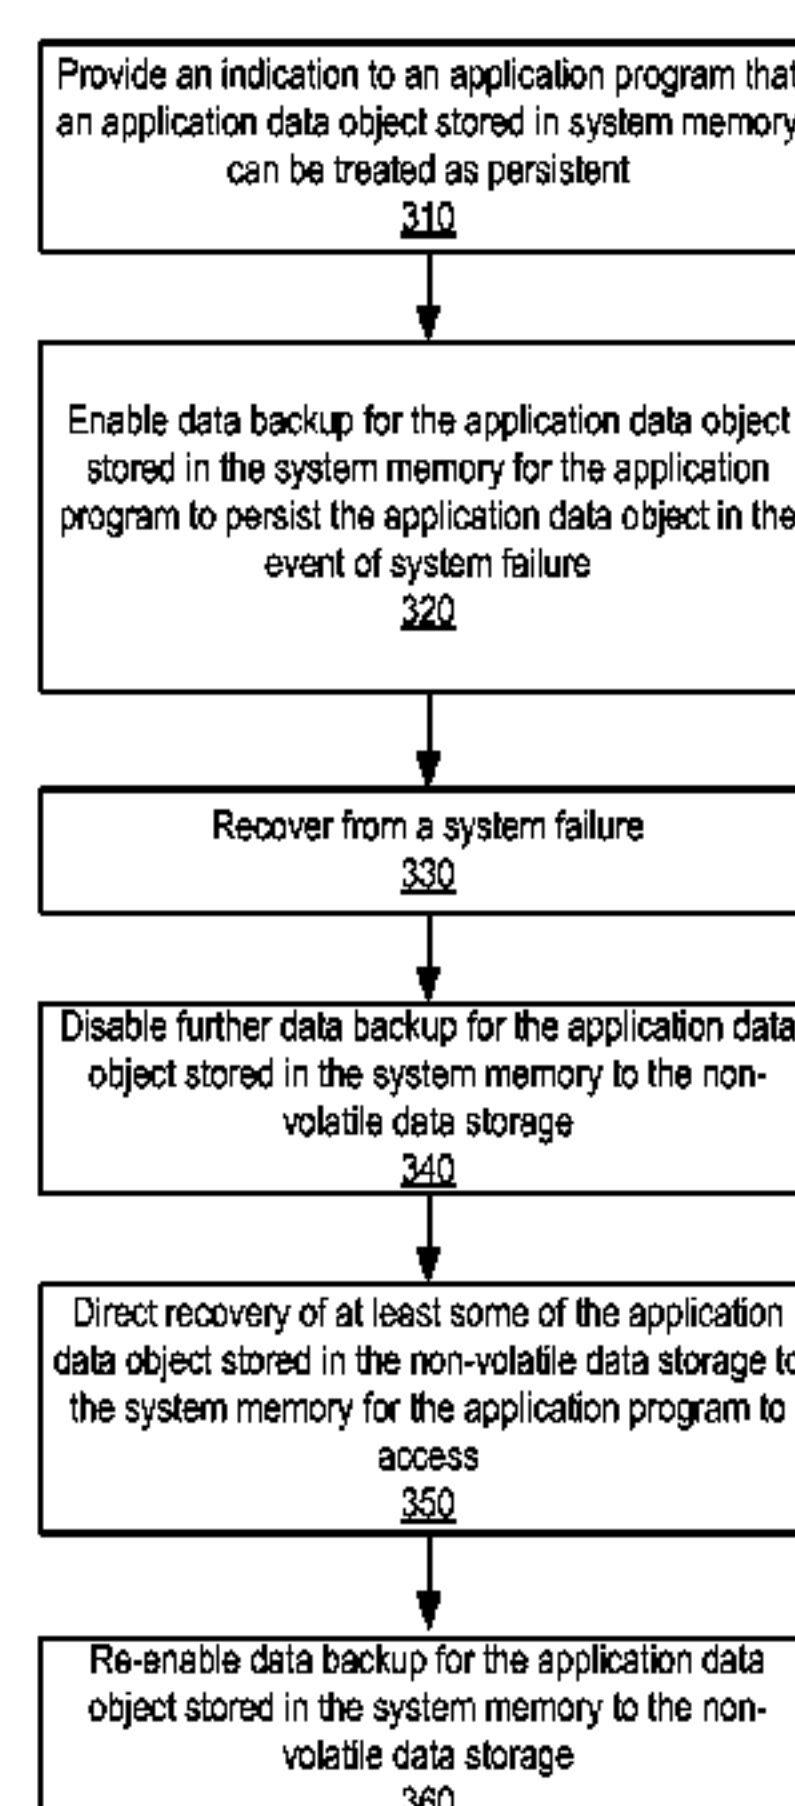 Provide an indication to an application program that
an application data object stored in system memory
can be treated as persistent
310
Enable data backup for the application data object
stored in the system memory for the application
program to persist the application data object in the
event of system failure
320
Recover from a system failure
330
Disable further data backup for the application data
object stored in the system memory to the non-
volatile data storage
340
Direct recovery of at least some of the application
data object stored in the non-volatile data storage to
the system memory for the application program to
access
350
Re-enable data backup for the application data
object stored in the system memory to the non-
volatile data storage
360